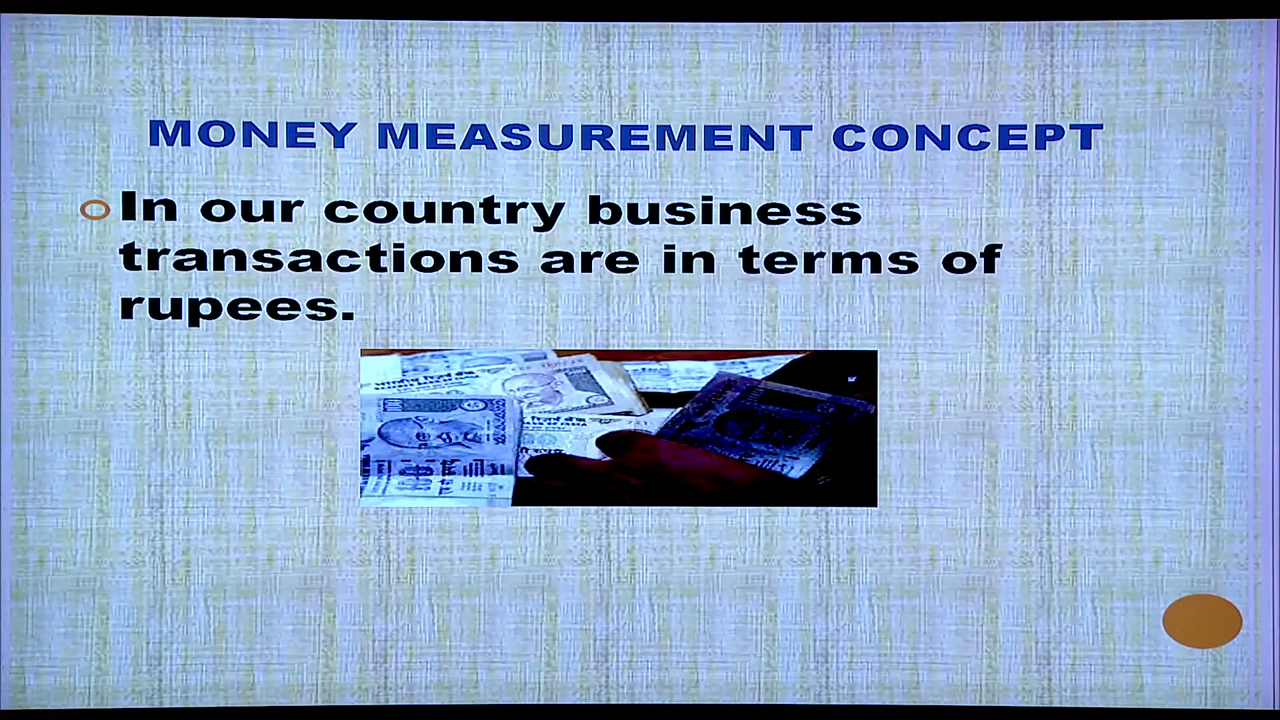 MONEY MEASUREMENT CONCEPT
In our country business
transactions are in terms of
rupees.